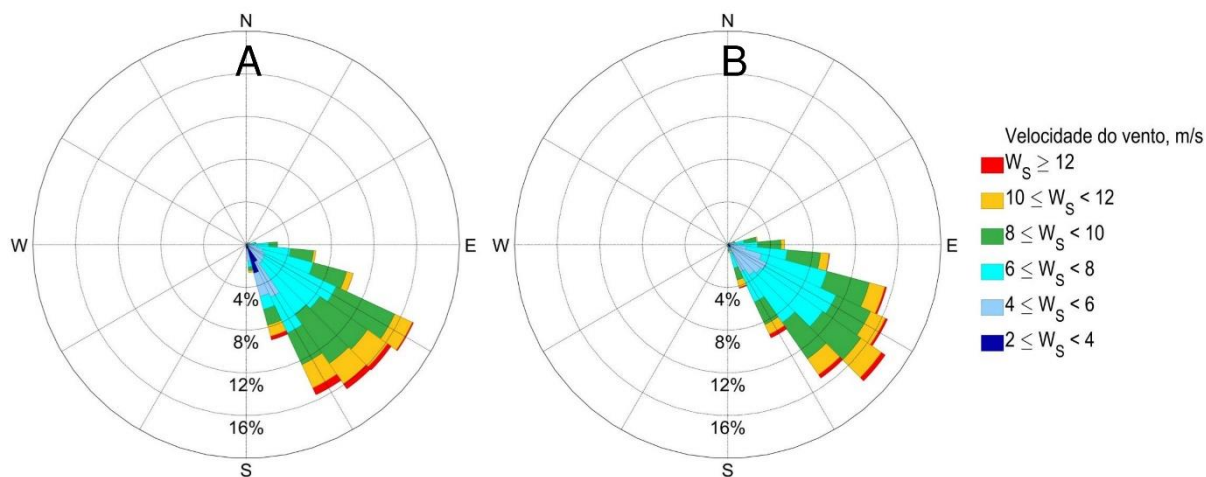 N
A
W
E
4%
8%
12%
16%
S
N
B
W
E
4%
8%
12%
16%
S
Velocidade do vento, m/s
W_S ≥ 12
10 ≤ W_S < 12
8 ≤ W_S < 10
6 ≤ W_S < 8
4 ≤ W_S < 6
2 ≤ W_S < 4